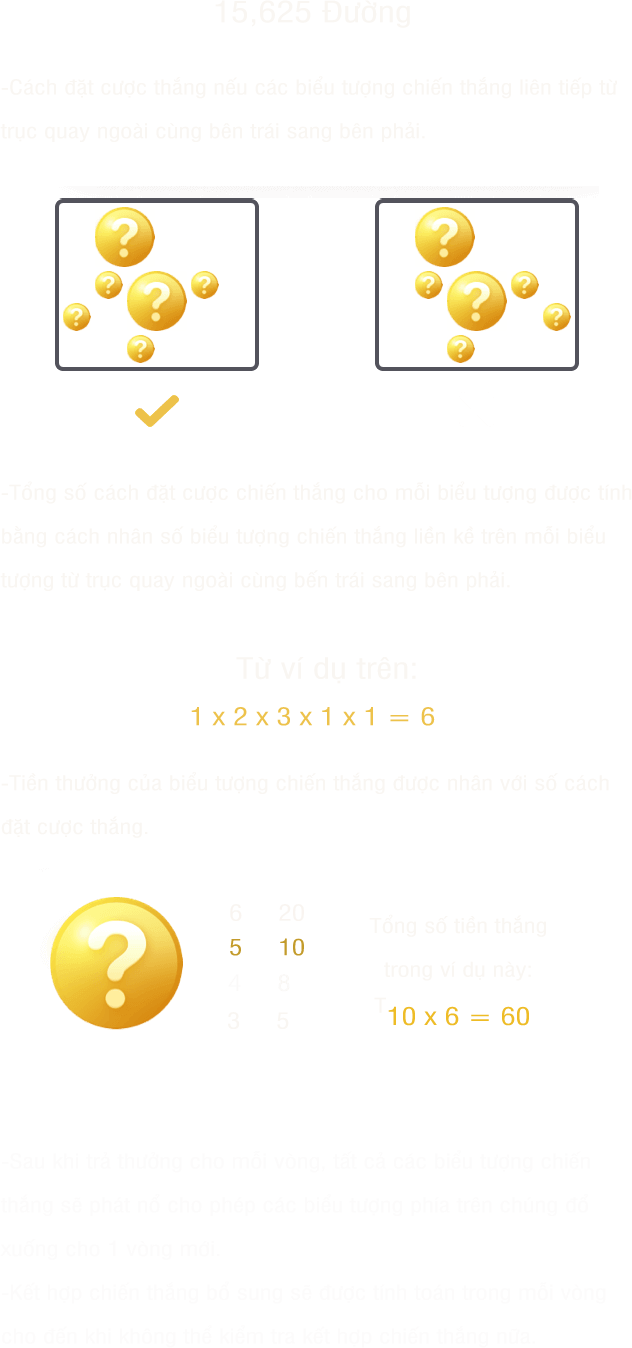 15,625 Đường
-Cách đặt cược thắng nếu các biểu tượng chiến thắng liên tiếp từ
trục quay ngoài cùng bên trái sang bên phải.
-Tổng số cách đặt cược chiến thắng cho mỗi biểu tượng được tính
bằng cách nhân số biểu tượng chiến thắng liền kề trên mỗi biểu
tượng từ trục quay ngoài cùng bến trái sang bên phải.
Từ ví dụ trên:
1 x 2 x 3 x 1 x 1 = 6
-Tiền thưởng của biểu tượng chiến thắng được nhân với số cách
đặt cược thắng.
6 20
5 10
4 8
3 5
Tổng số tiền thắng
trong ví dụ này:
T
10 x 6 = 60
-Sau khi trả thưởng cho mỗi vòng, tất cả các biểu tượng chiến
thắng sẽ phát nổ cho phép các biểu tượng phía trên chúng đổ
xuống cho 1 vòng mới.
-Kết hợp chiến thắng bổ sung sẽ được tính toán trong mỗi vòng
cho đến khi không thể kiểm tra kết hợp chiến thắng nữa.